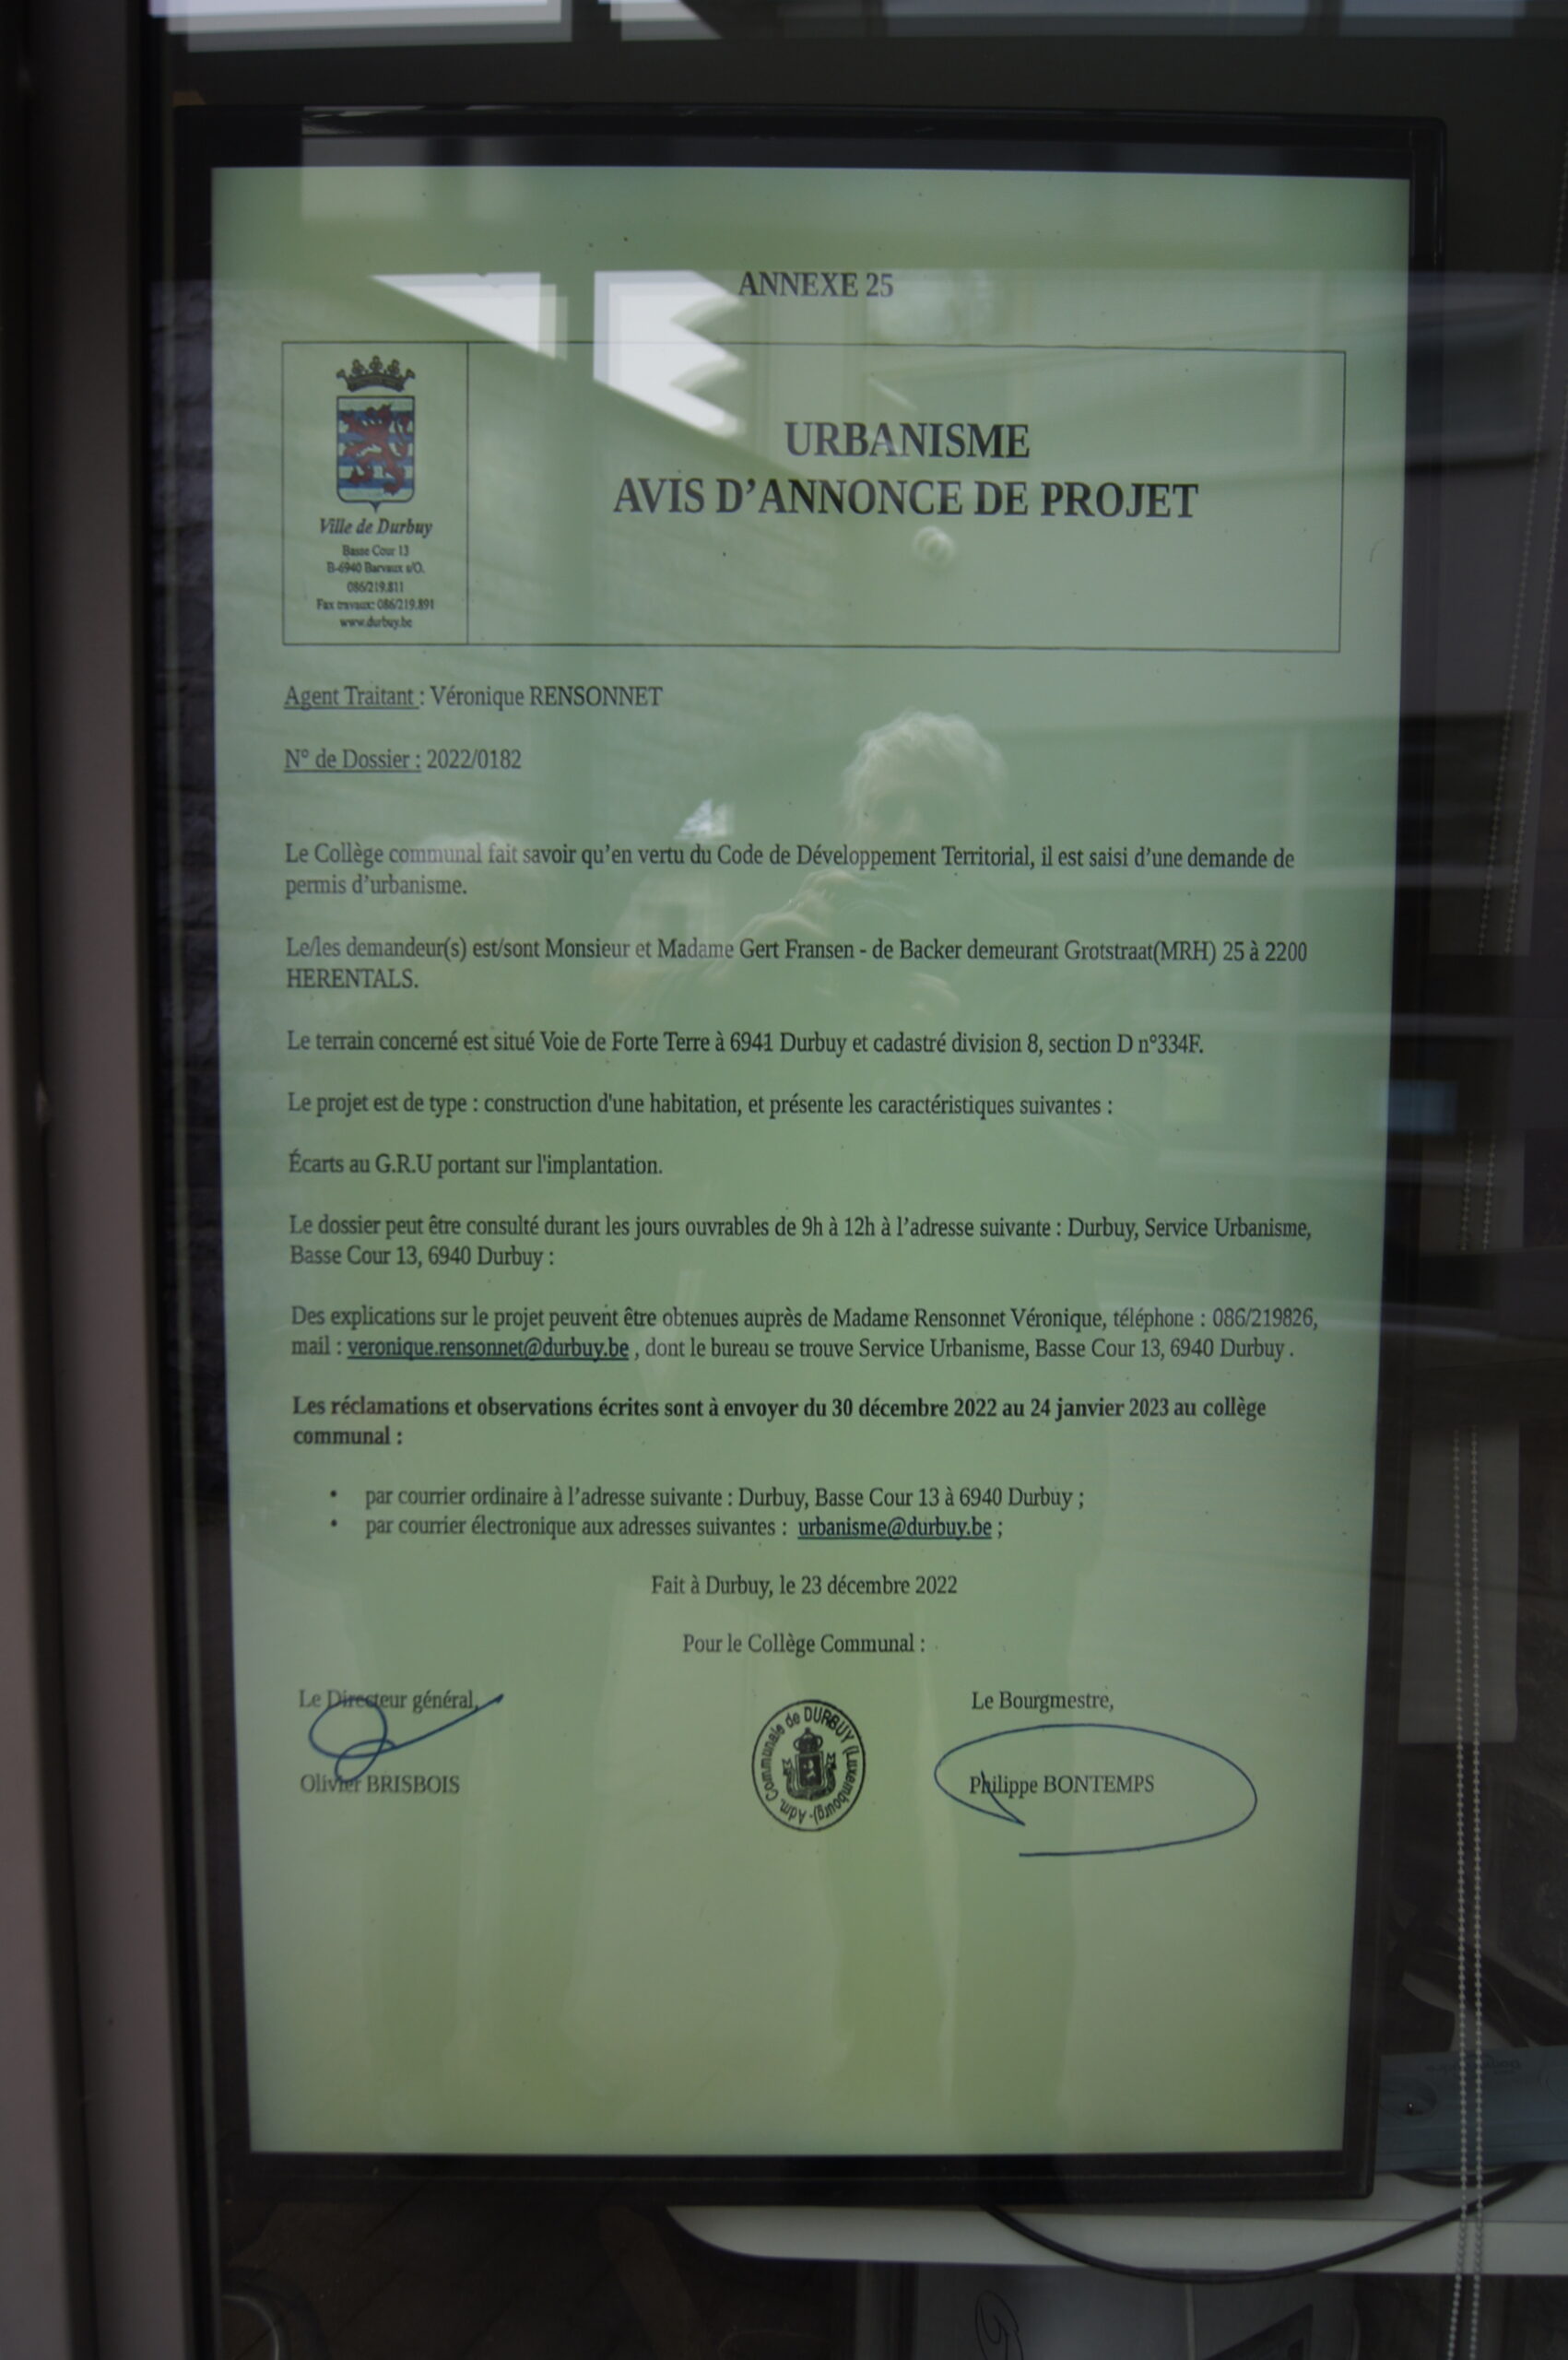 ANNEXE 25
Ville de Durbuy
Basse Cour 13
B-6940 Barvaux s/O.
086/219.811
Fax travaux: 086/219.891
www.durbuy.be
URBANISME
AVIS D’ANNONCE DE PROJET
Agent Traitant : Véronique RENSONNET
N° de Dossier : 2022/0182
Le Collège communal fait savoir qu’en vertu du Code de Développement Territorial, il est saisi d’une demande de
permis d’urbanisme.
Le/les demandeur(s) est/sont Monsieur et Madame Gert Fransen - de Backer demeurant Grotstraat(MRH) 25 à 2200
HERENTALS.
Le terrain concerné est situé Voie de Forte Terre à 6941 Durbuy et cadastré division 8, section D n°334F.
Le projet est de type : construction d'une habitation, et présente les caractéristiques suivantes :
Écarts au G.R.U portant sur l'implantation.
Le dossier peut être consulté durant les jours ouvrables de 9h à 12h à l’adresse suivante : Durbuy, Service Urbanisme,
Basse Cour 13, 6940 Durbuy :
Des explications sur le projet peuvent être obtenues auprès de Madame Rensonnet Véronique, téléphone : 086/219826,
mail : veronique.rensonnet@durbuy.be , dont le bureau se trouve Service Urbanisme, Basse Cour 13, 6940 Durbuy .
Les réclamations et observations écrites sont à envoyer du 30 décembre 2022 au 24 janvier 2023 au collège
communal :
• par courrier ordinaire à l’adresse suivante : Durbuy, Basse Cour 13 à 6940 Durbuy ;
• par courrier électronique aux adresses suivantes : urbanisme@durbuy.be ;
Fait à Durbuy, le 23 décembre 2022
Pour le Collège Communal :
Le Directeur général,
Olivier BRISBOIS
Adm. Communale de DURBUY (Luxembourg)-
Le Bourgmestre,
Philippe BONTEMPS